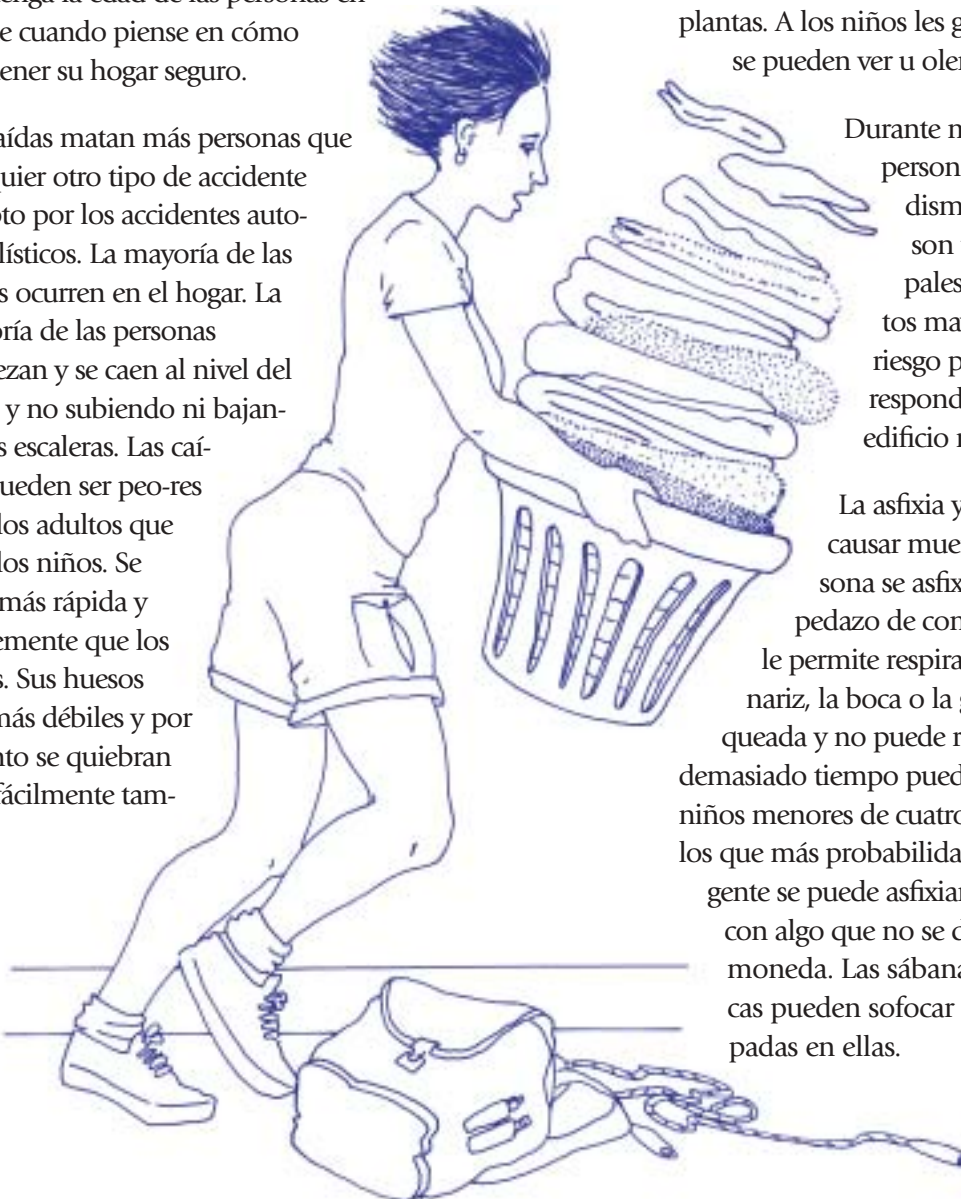 enga la edad de las personas en
e cuando piense en cómo
ener su hogar seguro.
aídas matan más personas que
uier otro tipo de accidente
pto por los accidentes auto-
lísticos. La mayoría de las
s ocurren en el hogar. La
oría de las personas
ezan y se caen al nivel del
y no subiendo ni bajan-
s escaleras. Las caí-
ueden ser peo-res
los adultos que
los niños. Se
más rápida y
emente que los
s. Sus huesos
más débiles y por
nto se quiebran
fácilmente tam-
plantas. A los niños les g
se pueden ver u oler
Durante
person
dism
son
pales
tos ma
riesgo p
respond
edificio
La asfixia y
causar mue
sona se asfix
pedazo de co
le permite respira
nariz, la boca o la
queada y no puede
demasiado tiempo pued
niños menores de cuatro
los que más probabilida
gente se puede asfixiar
con algo que no se d
moneda. Las sábana
cas pueden sofocar
padas en ellas.